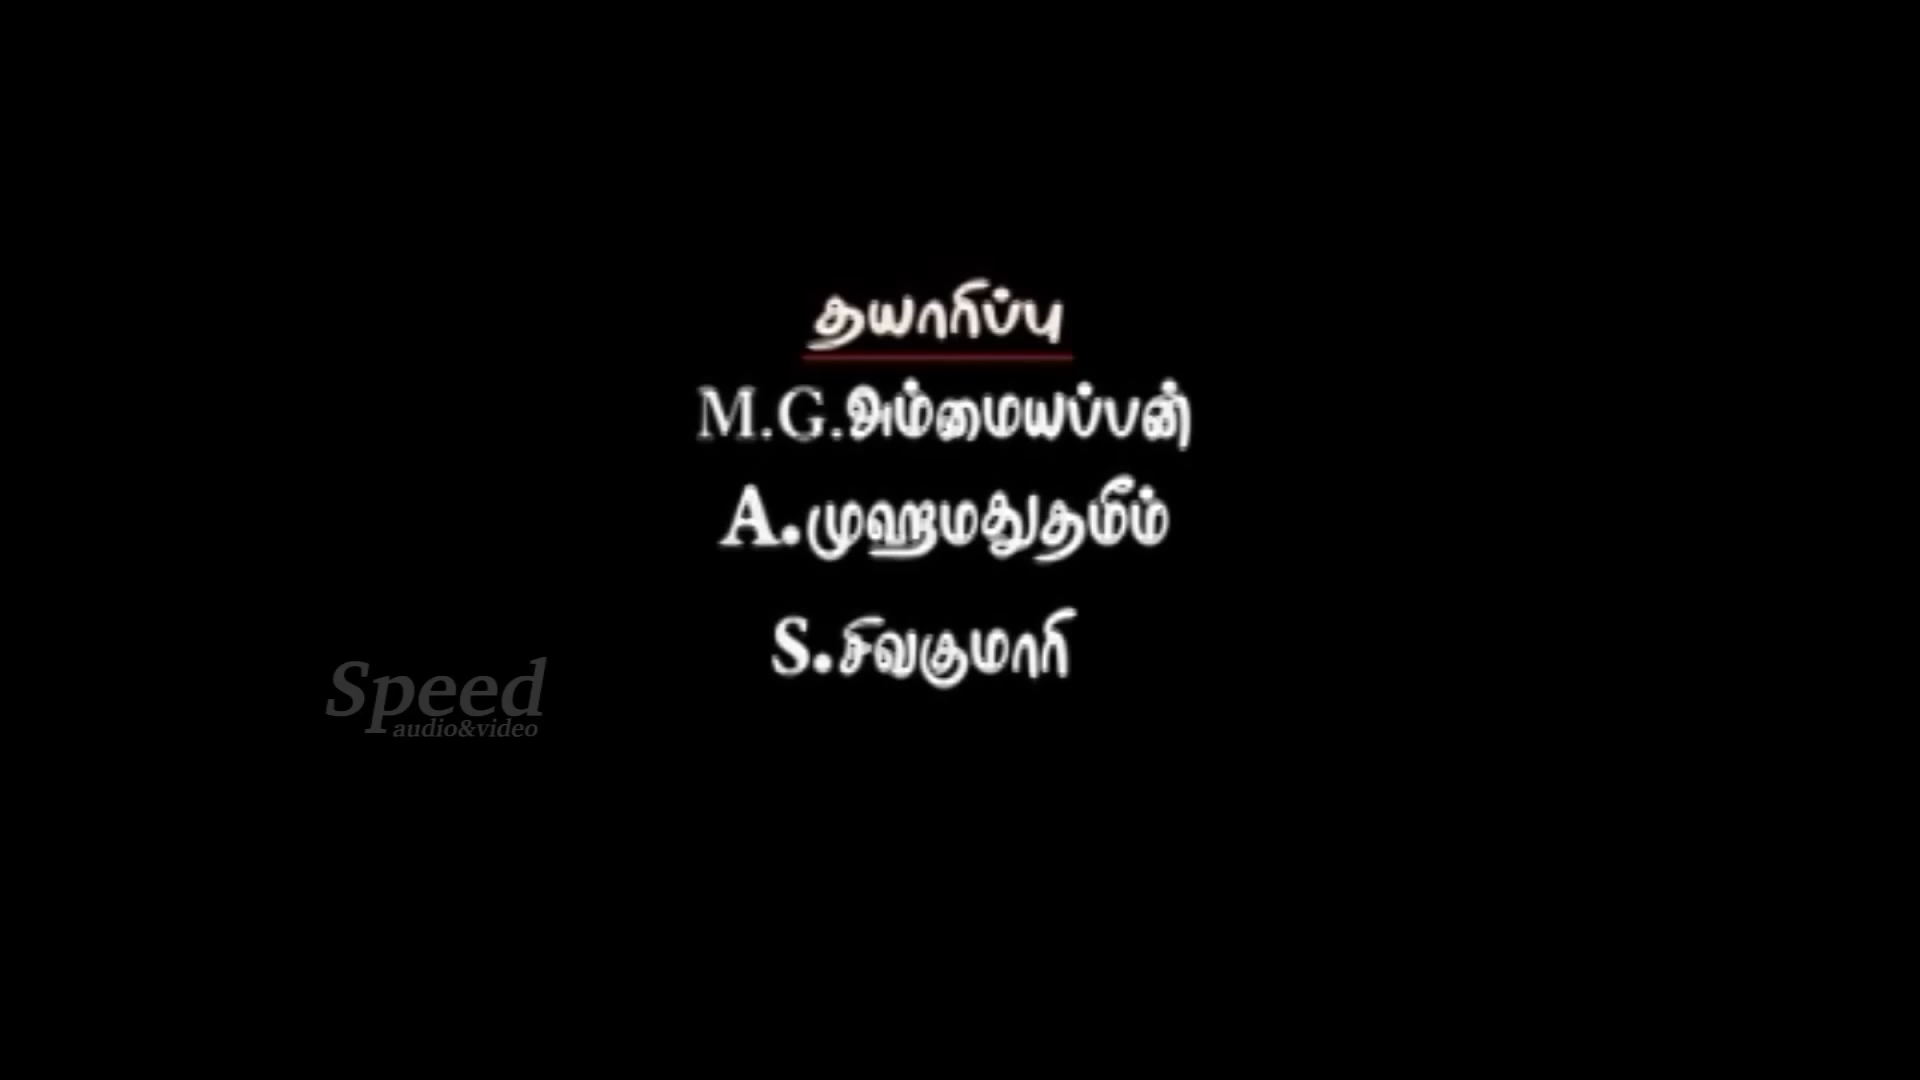 தயாரிப்பு
M.G.அம்மையப்பன்
A.முஹமதுதமீம்
S.சிவகுமாரி
Speed
audio&video